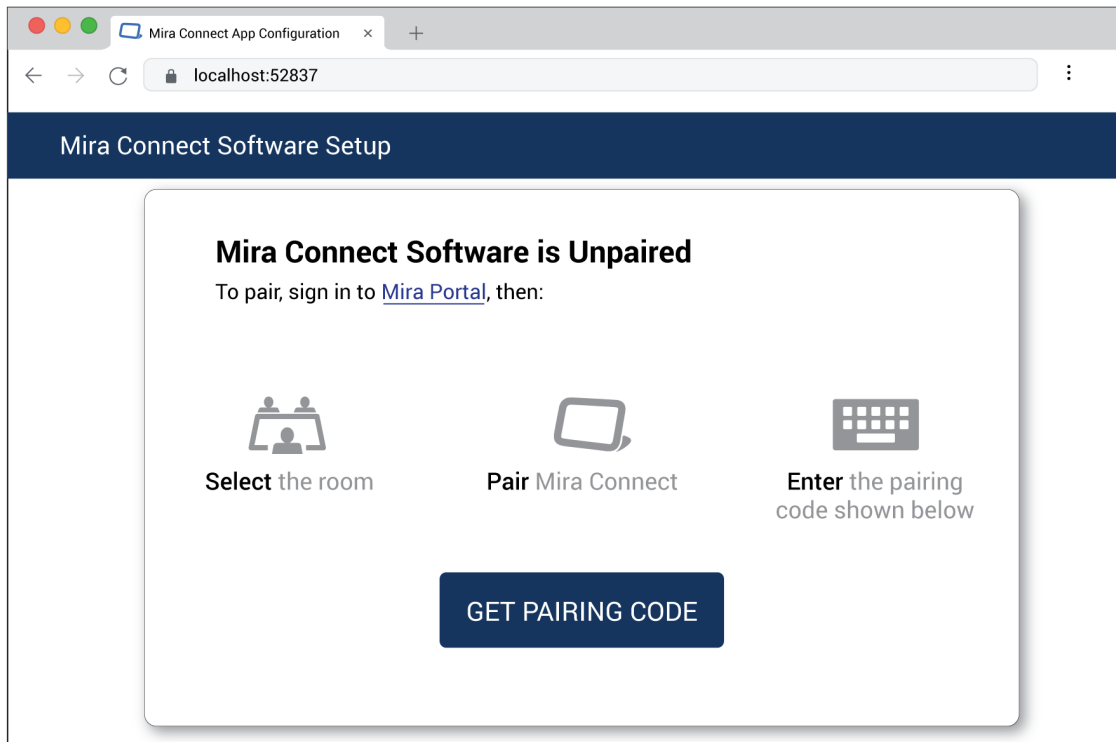 Mira Connect App Configuration
localhost:52837
Mira Connect Software Setup
Mira Connect Software is Unpaired
To pair, sign in to Mira Portal, then:
Select the room
Pair Mira Connect
Enter the pairing
code shown below
GET PAIRING CODE